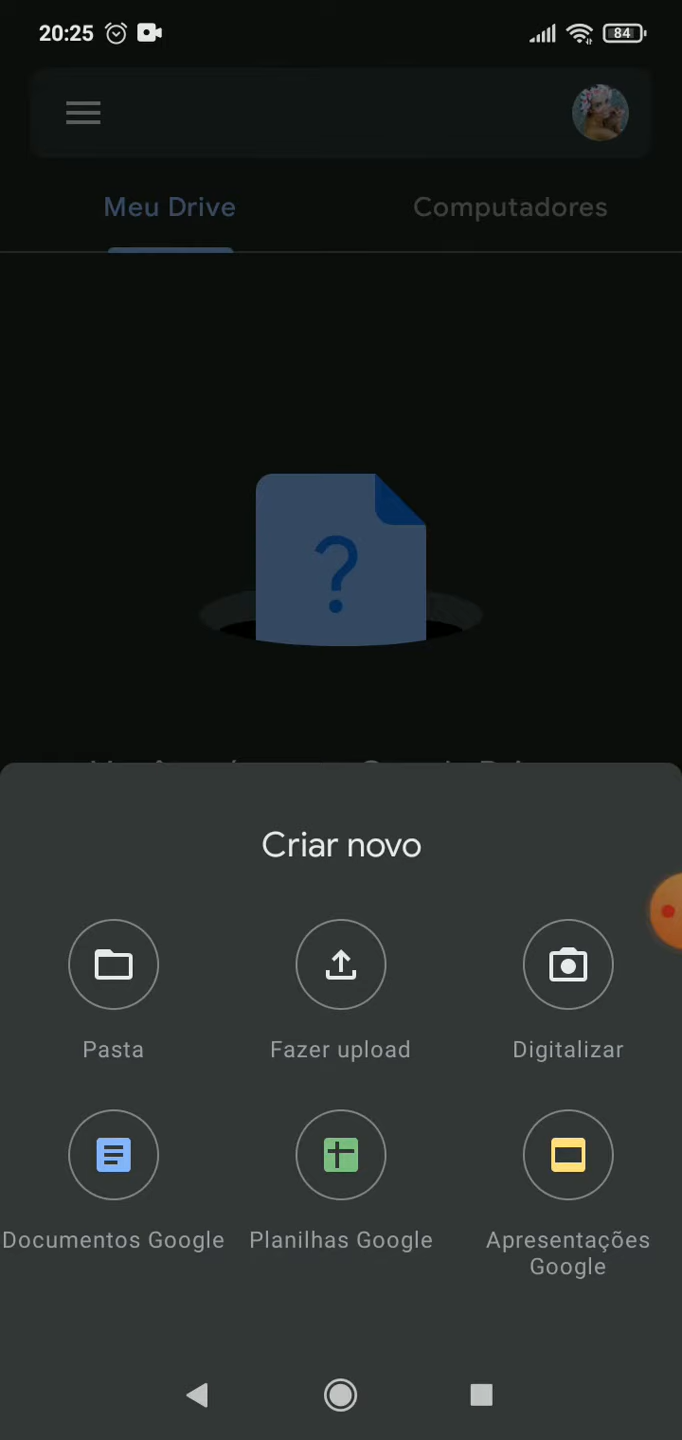 20:25
84
Meu Drive
Computadores
?
Criar novo
Pasta
Fazer upload
Digitalizar
Documentos Google
Planilhas Google
Apresentações
Google